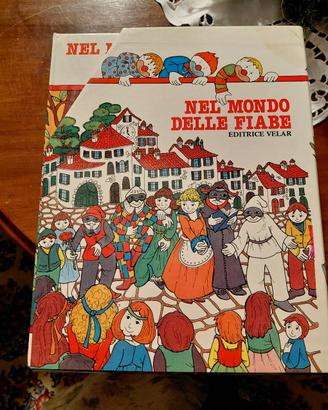 NEL
NEL MONDO
DELLE FIABE
EDITRICE VELAR